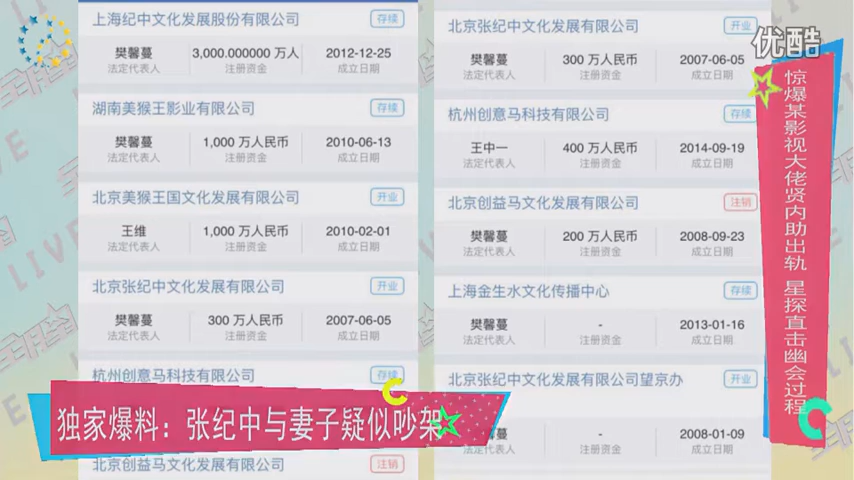 上海纪中文化发展股份有限公司 存续
樊馨蔓 3,000.000000 万人 2012-12-25
法定代表人 注册资金 成立日期
湖南美猴王影业有限公司 存续
樊馨蔓 1,000 万人民币 2010-06-13
法定代表人 注册资金 成立日期
北京美猴王国文化发展有限公司 开业
王维 1,000 万人民币 2010-02-01
法定代表人 注册资金 成立日期
北京张纪中文化发展有限公司 开业
樊馨蔓 300 万人民币 2007-06-05
法定代表人 注册资金 成立日期
杭州创意马科技有限公司 存续
独家爆料：张纪中与妻子疑似吵架
北京创益马文化发展有限公司 注销
北京张纪中文化发展有限公司 开业
樊馨蔓 300 万人民币 2007-06-05
法定代表人 注册资金 成立日期
杭州创意马科技有限公司 存续
王中一 400 万人民币 2014-09-19
法定代表人 注册资金 成立日期
北京创益马文化发展有限公司 注销
樊馨蔓 200 万人民币 2008-09-23
法定代表人 注册资金 成立日期
上海金生水文化传播中心 存续
樊馨蔓 - 2013-01-16
法定代表人 注册资金 成立日期
北京张纪中文化发展有限公司望京办 开业
樊馨蔓 - 2008-01-09
法定代表人 注册资金 成立日期
优酷
惊爆某影视大佬贤内助出轨 星探直击幽会过程
LIVE
LIVE